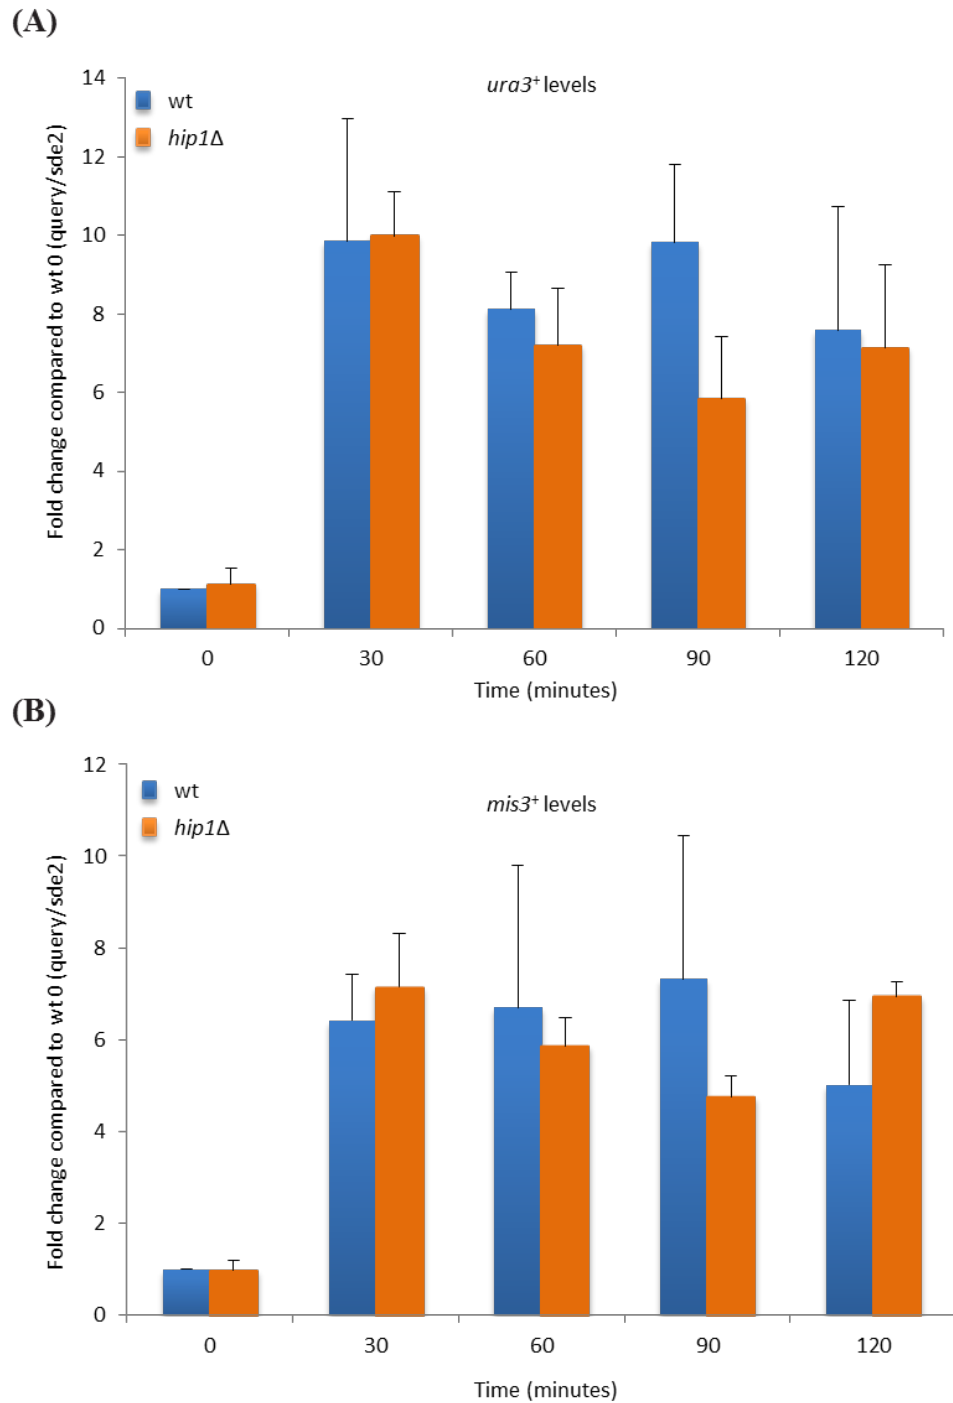 (A)
ura3⁺ levels
wt
hip1Δ
Fold change compared to wt 0 (query/sde2)
14
12
10
8
6
4
2
0
0 30 60 90 120
Time (minutes)
(B)
mis3⁺ levels
wt
hip1Δ
Fold change compared to wt 0 (query/sde2)
12
10
8
6
4
2
0
0 30 60 90 120
Time (minutes)